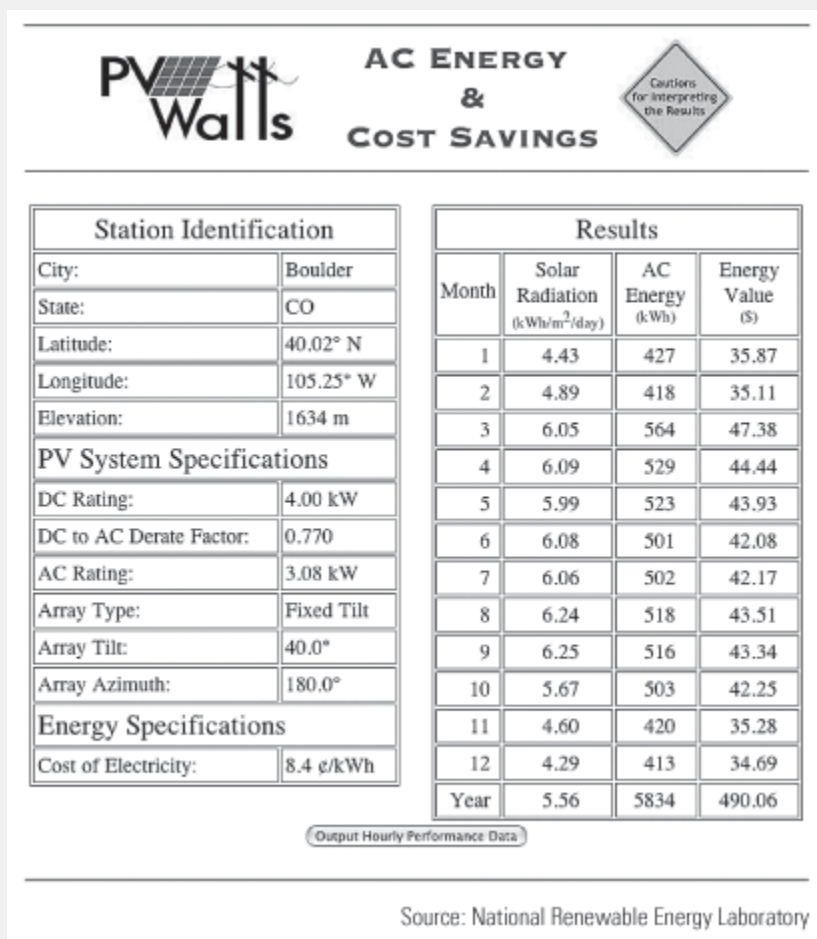 PV Watts
AC ENERGY
&
COST SAVINGS
Cautions
for Interpreting
the Results
Station Identification
City: Boulder
State: CO
Latitude: 40.02° N
Longitude: 105.25° W
Elevation: 1634 m
PV System Specifications
DC Rating: 4.00 kW
DC to AC Derate Factor: 0.770
AC Rating: 3.08 kW
Array Type: Fixed Tilt
Array Tilt: 40.0°
Array Azimuth: 180.0°
Energy Specifications
Cost of Electricity: 8.4 ¢/kWh
Results
Month Solar Radiation (kWh/m²/day) AC Energy (kWh) Energy Value ($)
1 4.43 427 35.87
2 4.89 418 35.11
3 6.05 564 47.38
4 6.09 529 44.44
5 5.99 523 43.93
6 6.08 501 42.08
7 6.06 502 42.17
8 6.24 518 43.51
9 6.25 516 43.34
10 5.67 503 42.25
11 4.60 420 35.28
12 4.29 413 34.69
Year 5.56 5834 490.06
Output Hourly Performance Data
Source: National Renewable Energy Laboratory